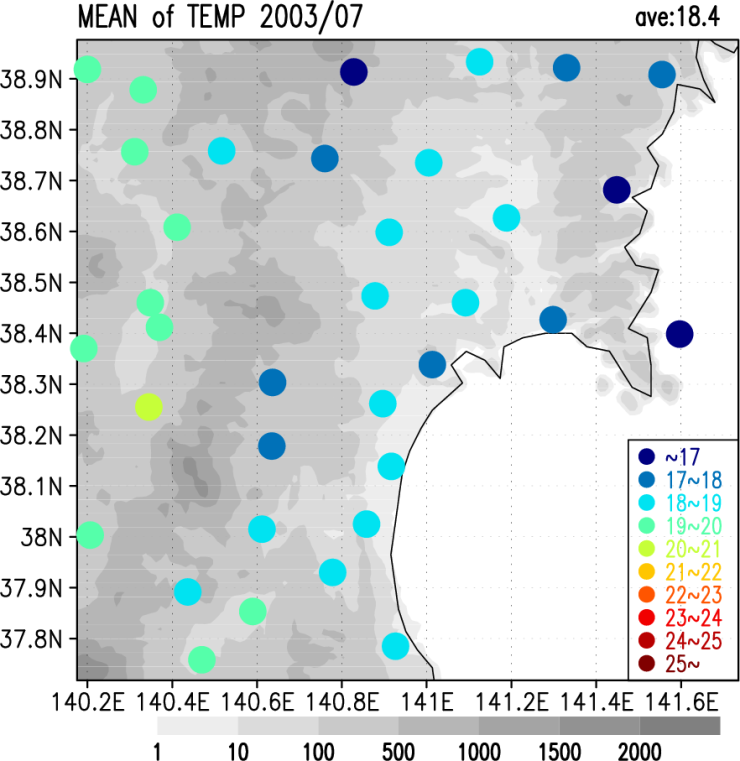 MEAN of TEMP 2003/07
ave:18.4
38.9N
38.8N
38.7N
38.6N
38.5N
38.4N
38.3N
38.2N
38.1N
38N
37.9N
37.8N
~17
17~18
18~19
19~20
20~21
21~22
22~23
23~24
24~25
25~
140.2E 140.4E 140.6E 140.8E 141E 141.2E 141.4E 141.6E
1 10 100 500 1000 1500 2000